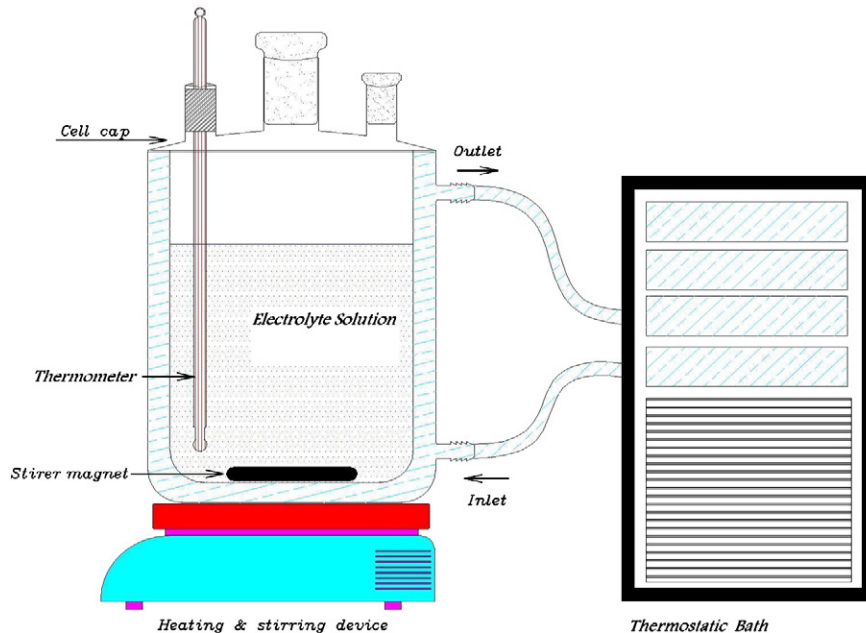 Cell cap
Outlet
Electrolyte Solution
Thermometer
Stirer magnet
Inlet
Heating & stirring device
Thermostatic Bath